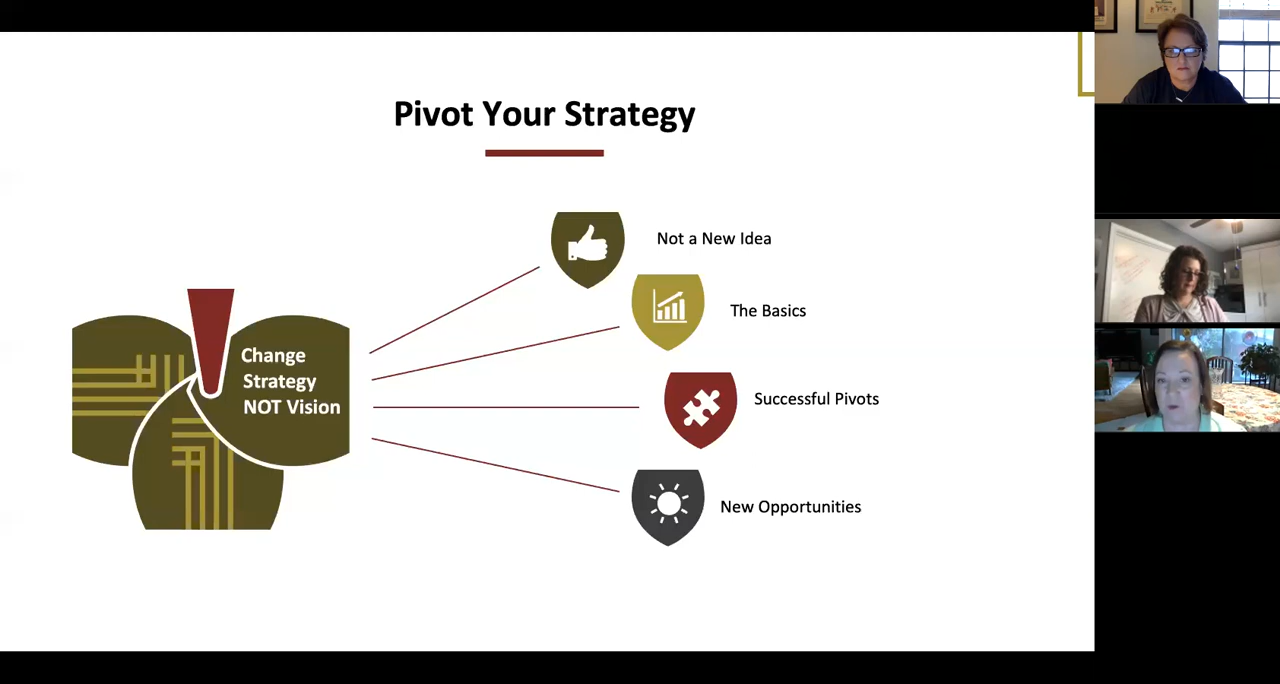 Pivot Your Strategy
Not a New Idea
The Basics
Change
Strategy
NOT Vision
Successful Pivots
New Opportunities